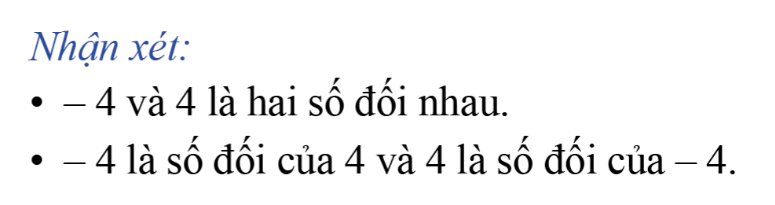 Nhận xét:
• – 4 và 4 là hai số đối nhau.
• – 4 là số đối của 4 và 4 là số đối của – 4.